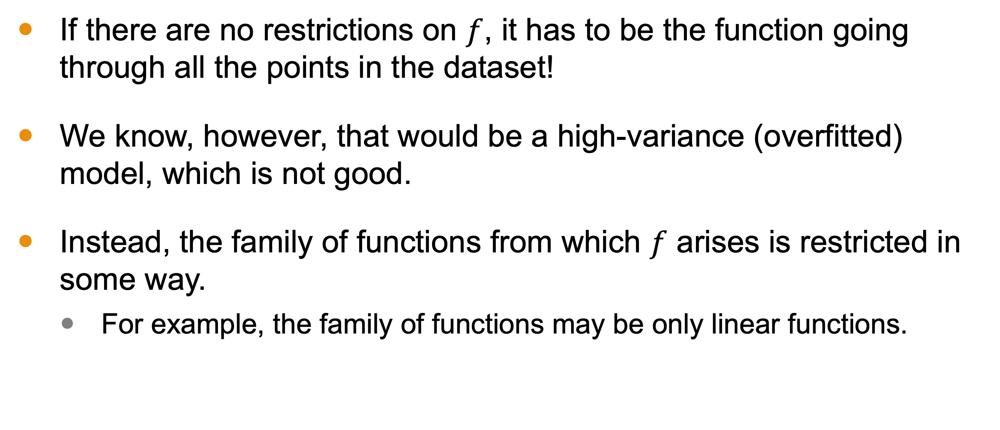 If there are no restrictions on f, it has to be the function going
through all the points in the dataset!
We know, however, that would be a high-variance (overfitted)
model, which is not good.
Instead, the family of functions from which f arises is restricted in
some way.
For example, the family of functions may be only linear functions.